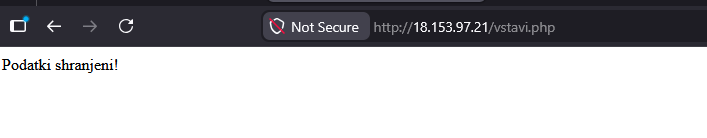 Not Secure http://18.153.97.21/vstavi.php
Podatki shranjeni!